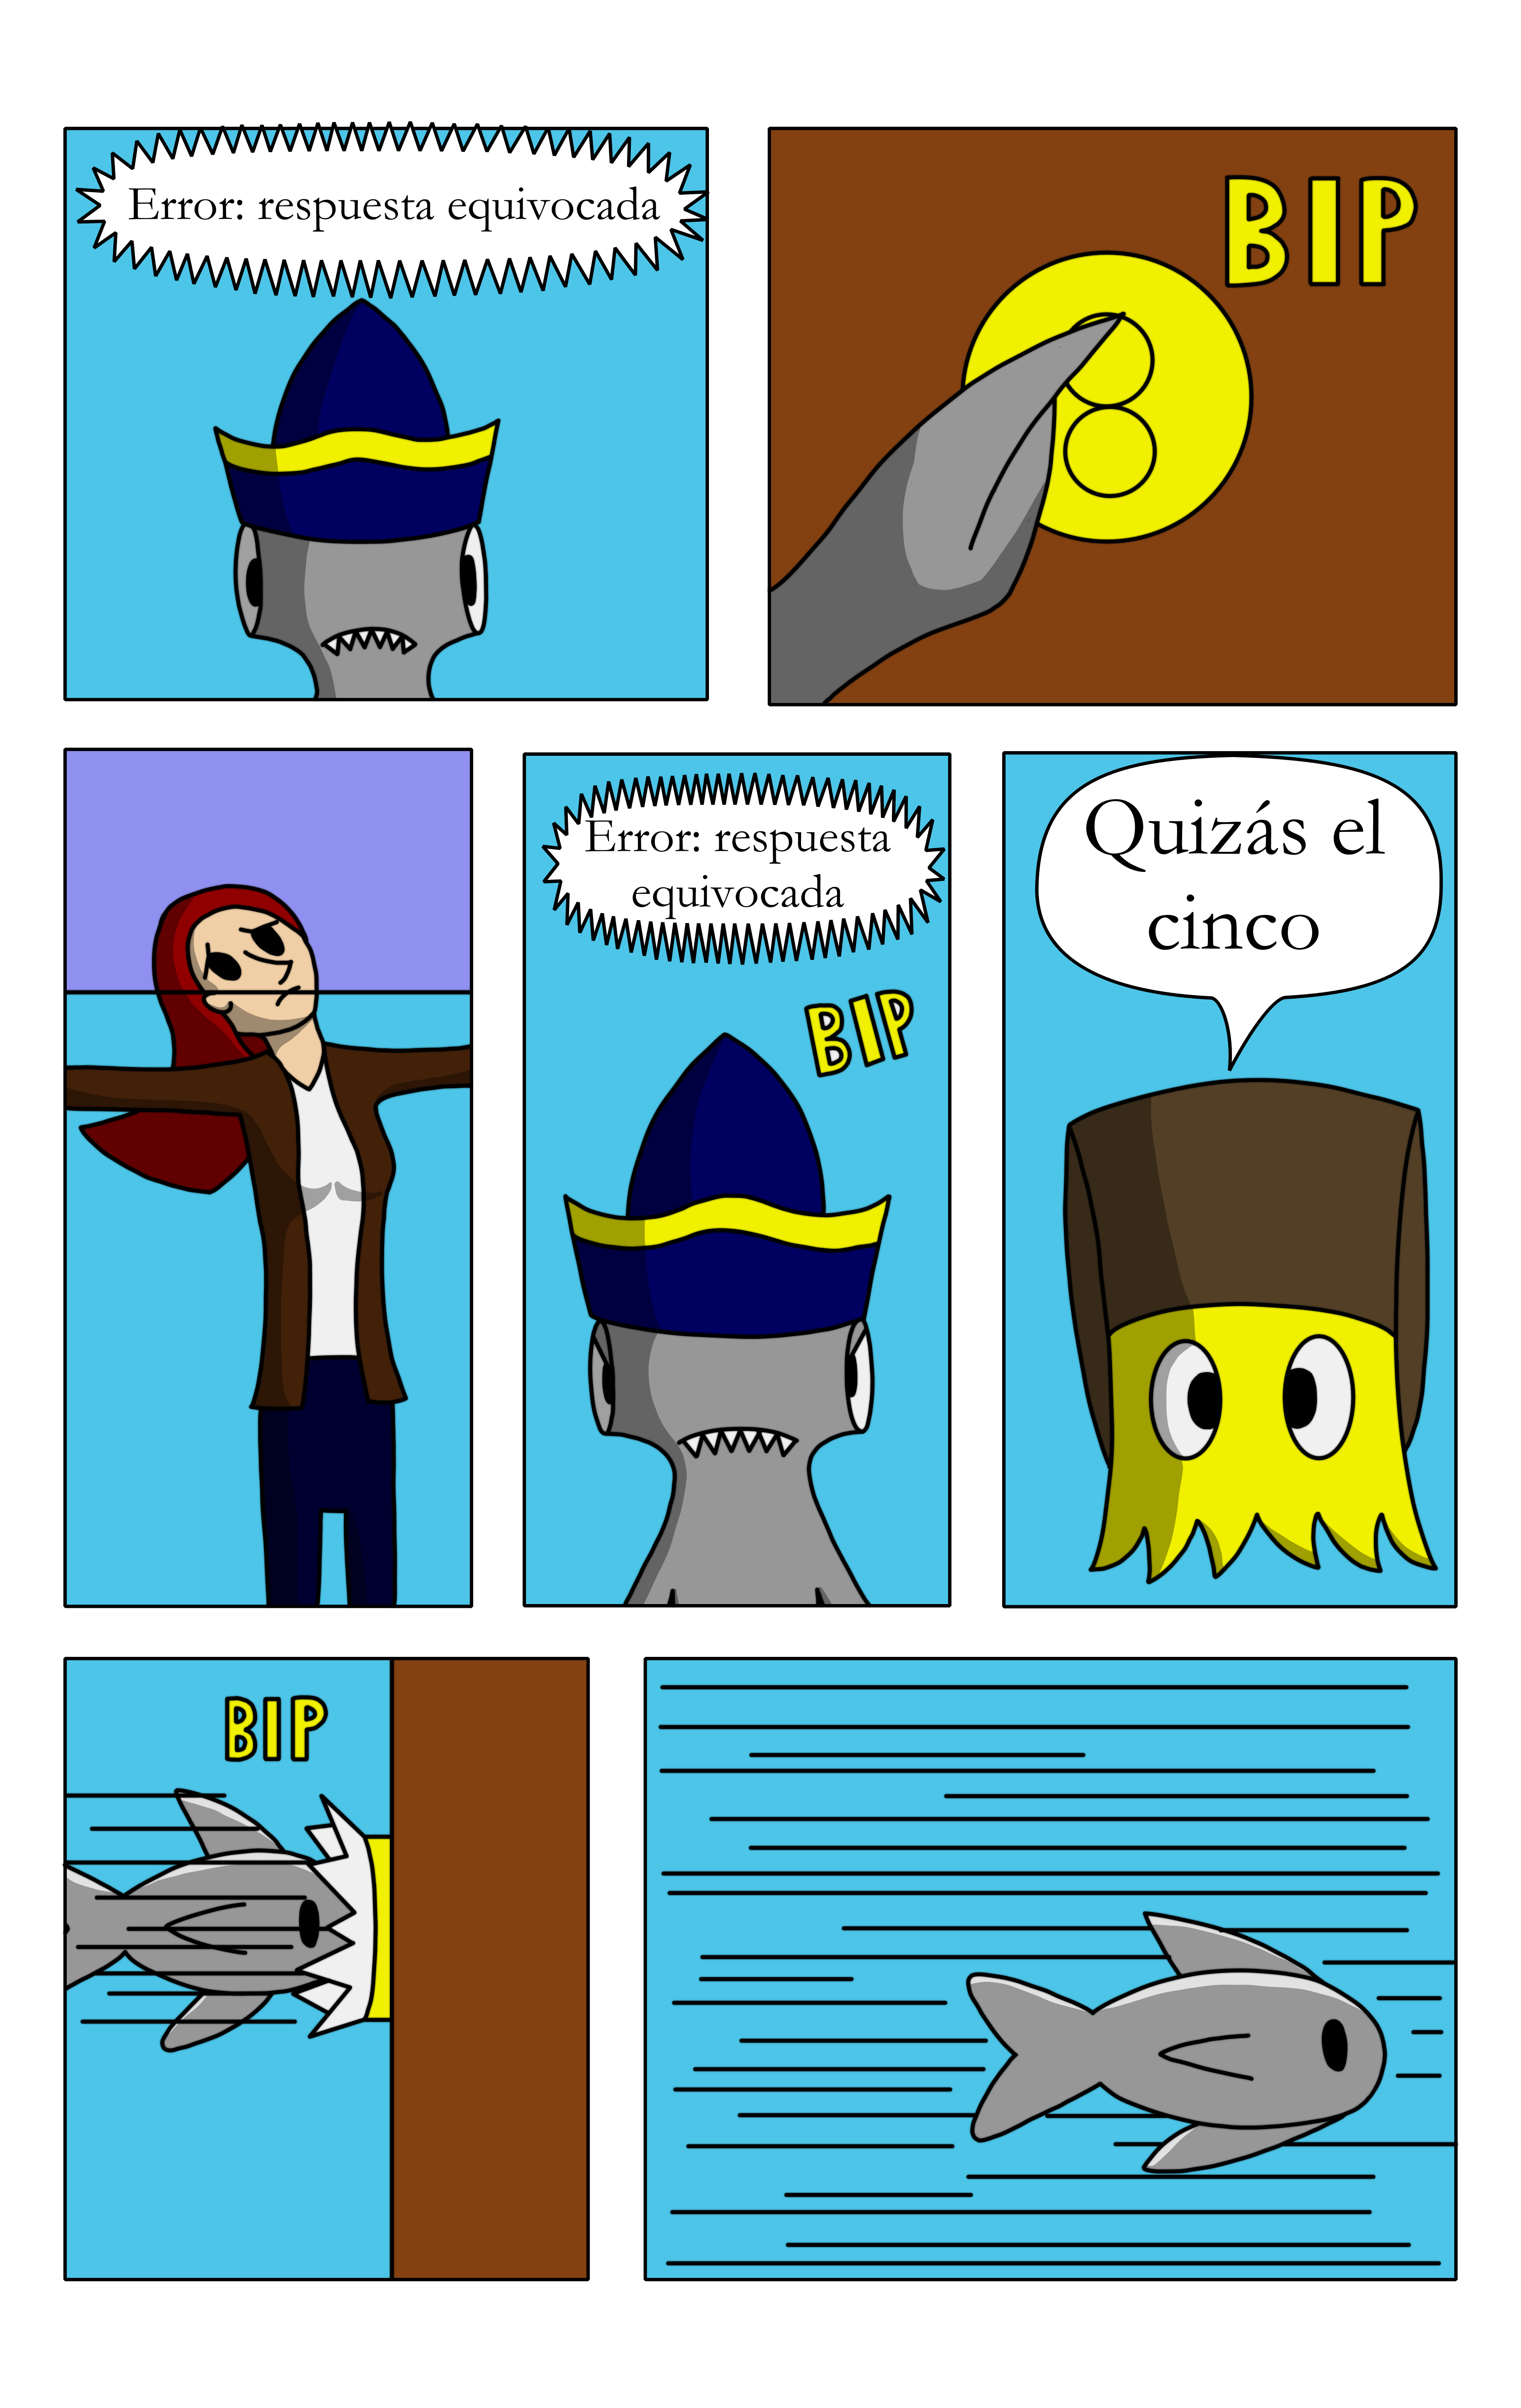 Error: respuesta equivocada
BIP
8
Error: respuesta
equivocada
BIP
Quizás el
cinco
BIP